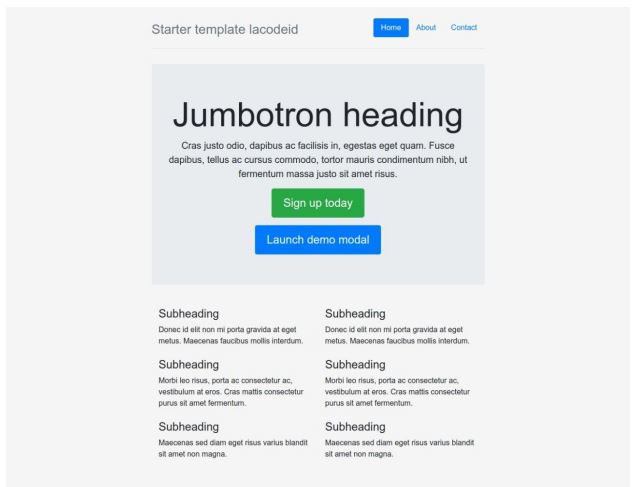 Starter template lacodeid
Home
About
Contact
Jumbotron heading
Cras justo odio, dapibus ac facilisis in, egestas eget quam. Fusce
dapibus, tellus ac cursus commodo, tortor mauris condimentum nibh, ut
fermentum massa justo sit amet risus.
Sign up today
Launch demo modal
Subheading
Donec id elit non mi porta gravida at eget
metus. Maecenas faucibus mollis interdum.
Subheading
Morbi leo risus, porta ac consectetur ac,
vestibulum at eros. Cras mattis consectetur
purus sit amet fermentum.
Subheading
Maecenas sed diam eget risus varius blandit
sit amet non magna.
Subheading
Donec id elit non mi porta gravida at eget
metus. Maecenas faucibus mollis interdum.
Subheading
Morbi leo risus, porta ac consectetur ac,
vestibulum at eros. Cras mattis consectetur
purus sit amet fermentum.
Subheading
Maecenas sed diam eget risus varius blandit
sit amet non magna.